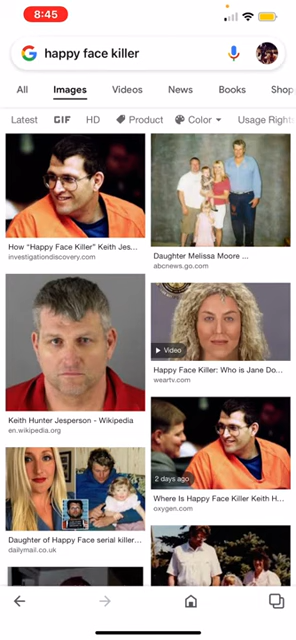 8:45
happy face killer
All Images Videos News Books Shop
Latest GIF HD Product Color Usage Rights
How “Happy Face Killer” Keith Jes...
investigationdiscovery.com
Daughter Melissa Moore ...
abcnews.go.com
Video
Happy Face Killer: Who is Jane Do...
weartv.com
Keith Hunter Jesperson - Wikipedia
en.wikipedia.org
2 days ago
Where Is Happy Face Killer Keith H...
oxygen.com
Daughter of Happy Face serial killer...
dailymail.co.uk